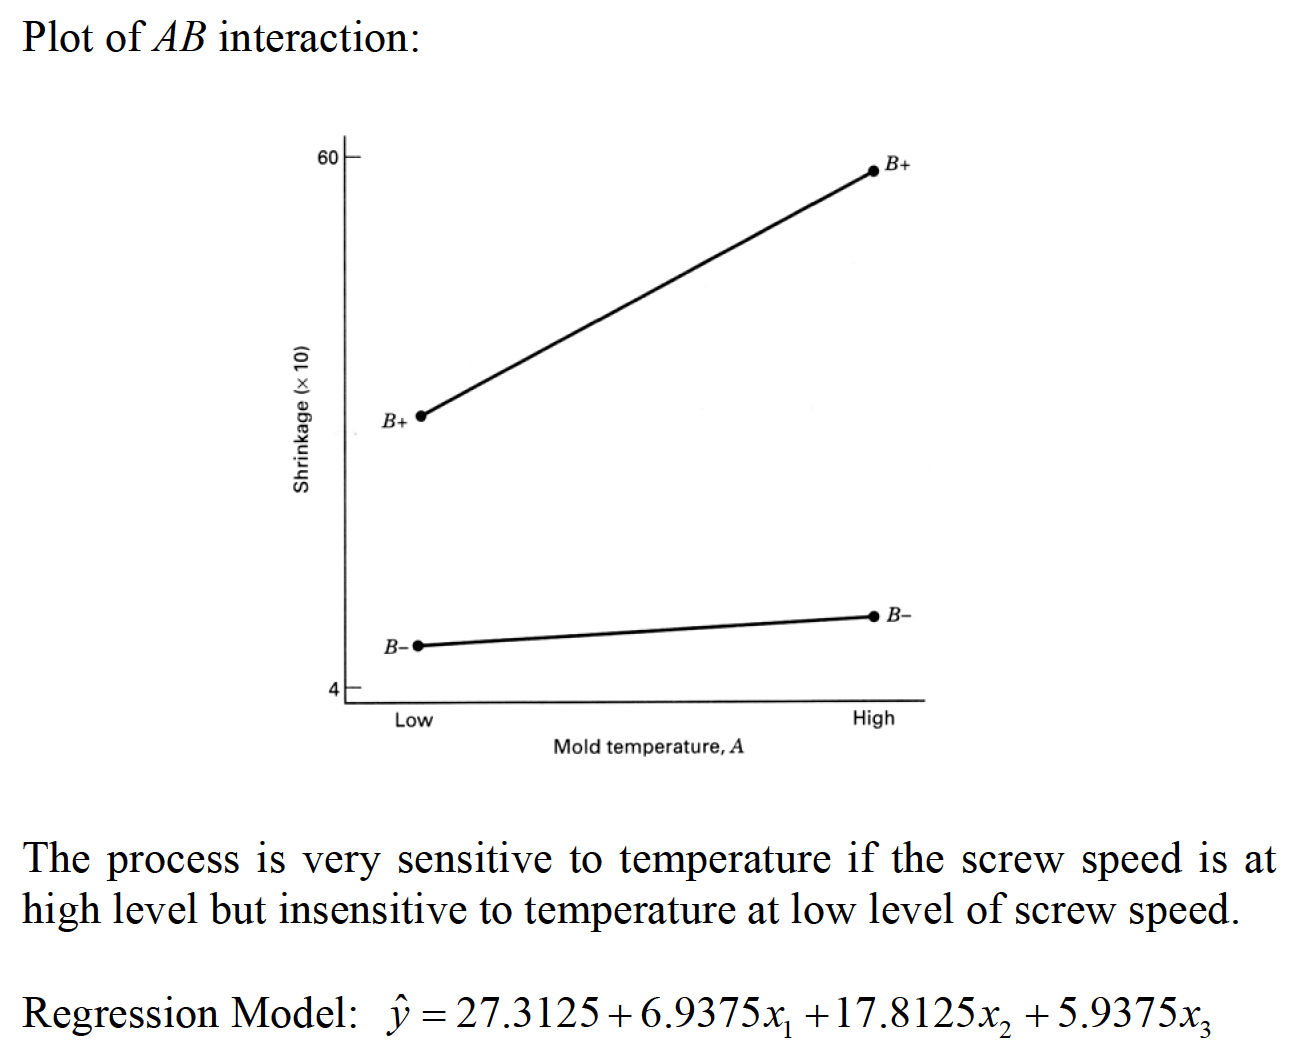 Plot of AB interaction:
60
B+
B+
Shrinkage (× 10)
B–
B–
4
Low
High
Mold temperature, A
The process is very sensitive to temperature if the screw speed is at
high level but insensitive to temperature at low level of screw speed.
Regression Model: ŷ = 27.3125 + 6.9375x₁ + 17.8125x₂ + 5.9375x₃